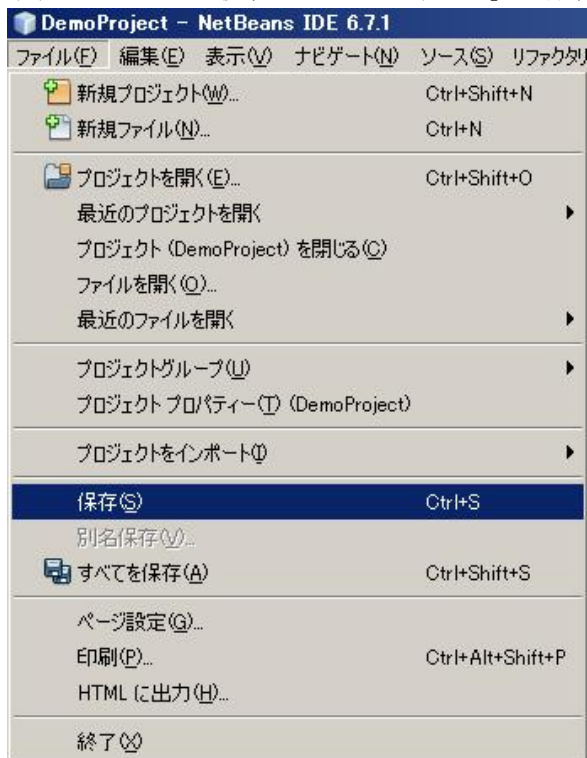 DemoProject - NetBeans IDE 6.7.1
ファイル(F) 編集(E) 表示(V) ナビゲート(N) ソース(S) リファクタリ
新規プロジェクト(W)... Ctrl+Shift+N
新規ファイル(N)... Ctrl+N
プロジェクトを開く(E)... Ctrl+Shift+O
最近のプロジェクトを開く
プロジェクト (DemoProject) を閉じる(C)
ファイルを開く(O)...
最近のファイルを開く
プロジェクトグループ(U)
プロジェクト プロパティー(T) (DemoProject)
プロジェクトをインポート(I)
保存(S) Ctrl+S
別名保存(V)...
すべてを保存(A) Ctrl+Shift+S
ページ設定(G)...
印刷(P)... Ctrl+Alt+Shift+P
HTML に出力(H)...
終了(X)